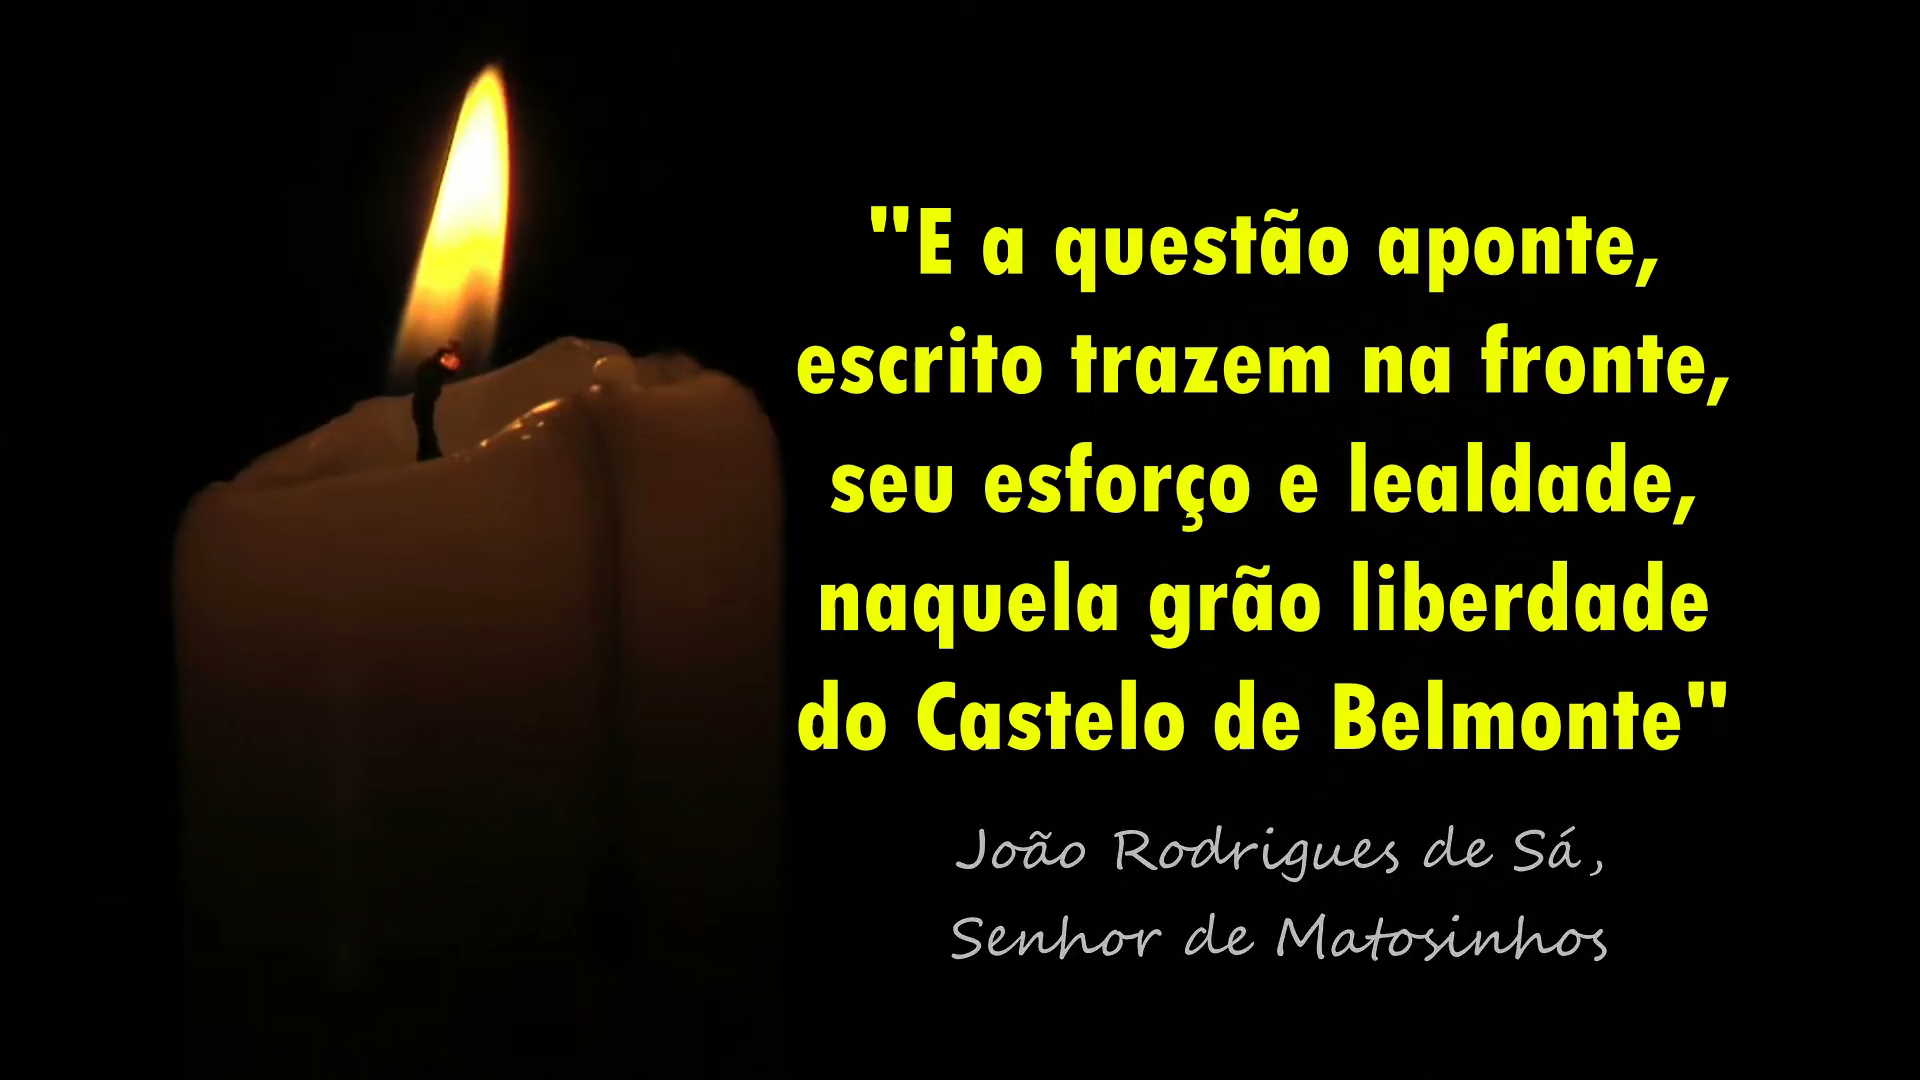 "E a questão aponte,
escrito trazem na fronte,
seu esforço e lealdade,
naquela grão liberdade
do Castelo de Belmonte"
João Rodrigues de Sá,
Senhor de Matosinhos